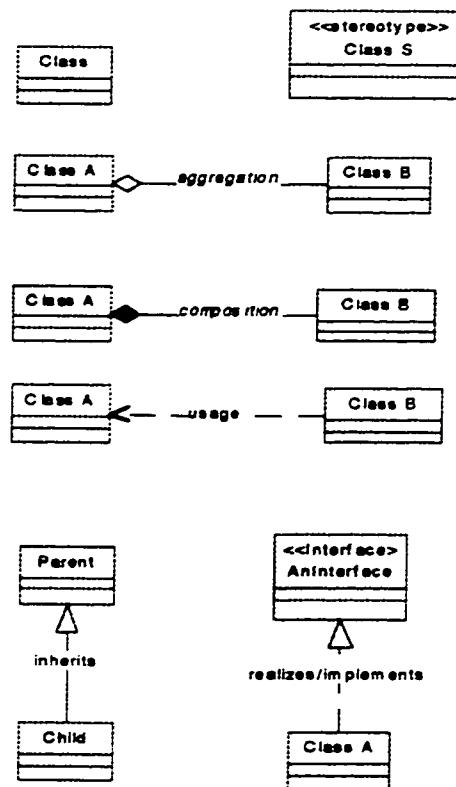 Class
<<stereotype>>
Class S
Class A
aggregation
Class B
Class A
composition
Class B
Class A
usage
Class B
Parent
<<Interface>
AnInterface
inherits
realizes/implements
Child
Class A